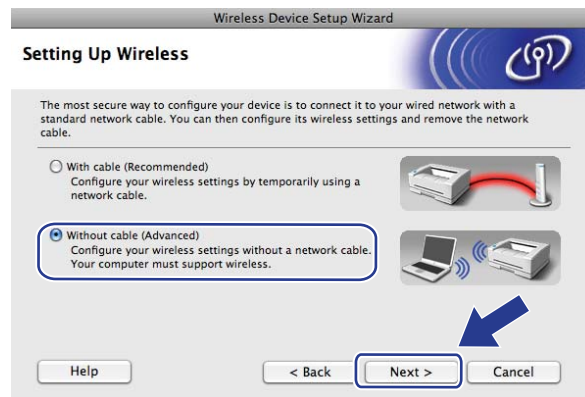 Wireless Device Setup Wizard
Setting Up Wireless
The most secure way to configure your device is to connect it to your wired network with a
standard network cable. You can then configure its wireless settings and remove the network
cable.
With cable (Recommended)
Configure your wireless settings by temporarily using a
network cable.
Without cable (Advanced)
Configure your wireless settings without a network cable.
Your computer must support wireless.
Help
< Back
Next >
Cancel